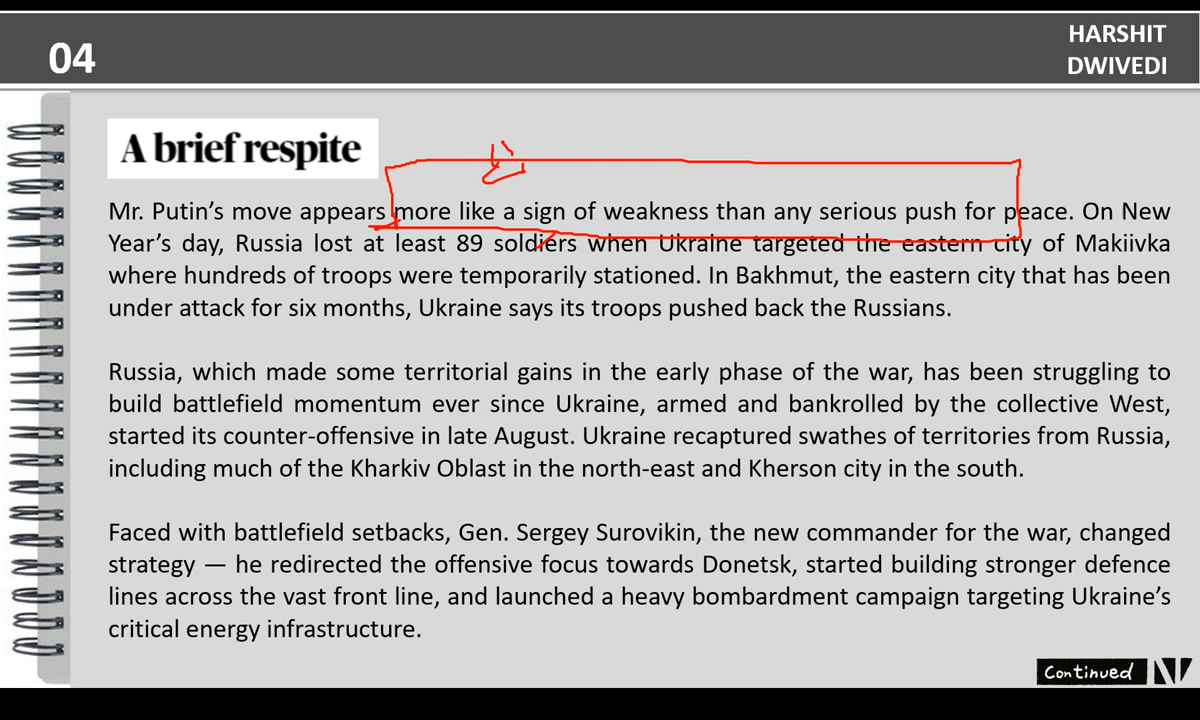 04
HARSHIT
DWIVEDI
A brief respite
Mr. Putin’s move appears more like a sign of weakness than any serious push for peace. On New
Year’s day, Russia lost at least 89 soldiers when Ukraine targeted the eastern city of Makiivka
where hundreds of troops were temporarily stationed. In Bakhmut, the eastern city that has been
under attack for six months, Ukraine says its troops pushed back the Russians.
Russia, which made some territorial gains in the early phase of the war, has been struggling to
build battlefield momentum ever since Ukraine, armed and bankrolled by the collective West,
started its counter-offensive in late August. Ukraine recaptured swathes of territories from Russia,
including much of the Kharkiv Oblast in the north-east and Kherson city in the south.
Faced with battlefield setbacks, Gen. Sergey Surovikin, the new commander for the war, changed
strategy — he redirected the offensive focus towards Donetsk, started building stronger defence
lines across the vast front line, and launched a heavy bombardment campaign targeting Ukraine’s
critical energy infrastructure.
Continued